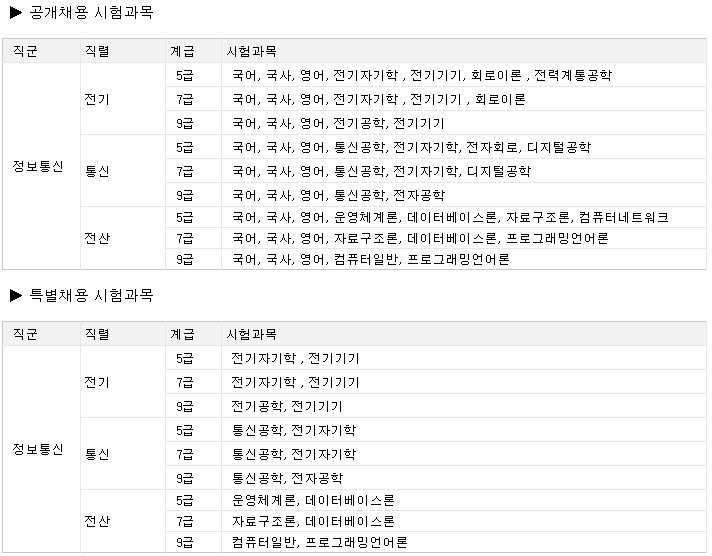 ▶ 공개채용 시험과목
직군 직렬 계급 시험과목
정보통신
전기
5급 국어, 국사, 영어, 전기자기학 , 전기기기, 회로이론 , 전력계통공학
7급 국어, 국사, 영어, 전기자기학 , 전기기기 , 회로이론
9급 국어, 국사, 영어, 전기공학, 전기기기
통신
5급 국어, 국사, 영어, 통신공학, 전기자기학, 전자회로, 디지털공학
7급 국어, 국사, 영어, 통신공학, 전기자기학, 디지털공학
9급 국어, 국사, 영어, 통신공학, 전자공학
전산
5급 국어, 국사, 영어, 운영체계론, 데이터베이스론, 자료구조론, 컴퓨터네트워크
7급 국어, 국사, 영어, 자료구조론, 데이터베이스론, 프로그래밍언어론
9급 국어, 국사, 영어, 컴퓨터일반, 프로그래밍언어론
▶ 특별채용 시험과목
직군 직렬 계급 시험과목
정보통신
전기
5급 전기자기학 , 전기기기
7급 전기자기학 , 전기기기
9급 전기공학, 전기기기
통신
5급 통신공학, 전기자기학
7급 통신공학, 전기자기학
9급 통신공학, 전자공학
전산
5급 운영체계론, 데이터베이스론
7급 자료구조론, 데이터베이스론
9급 컴퓨터일반, 프로그래밍언어론